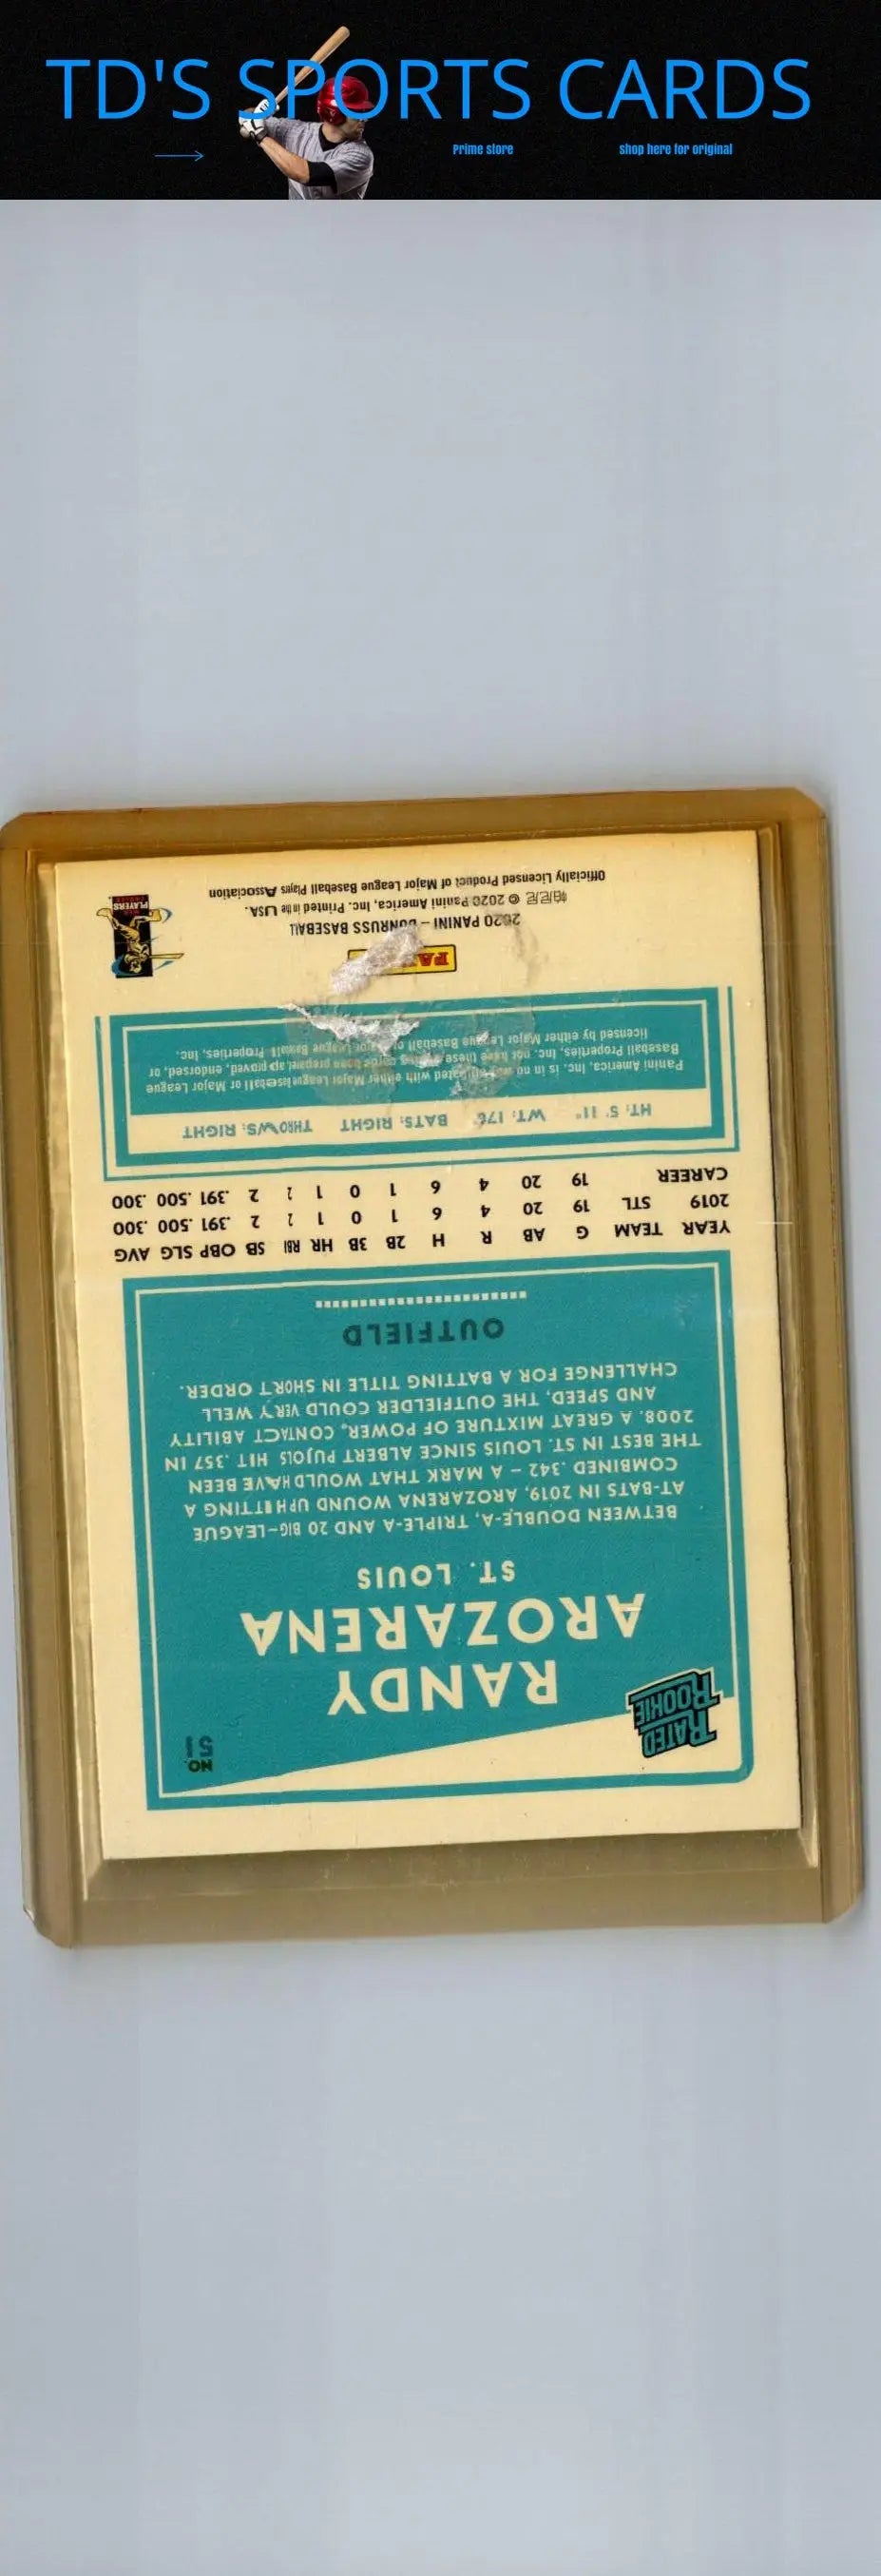 TD'S SPORTS CARDS
Prime store
shop here for original
RATED
ROOKIE
NO.
51
RANDY
AROZARENA
ST. LOUIS
BETWEEN DOUBLE-A, TRIPLE-A AND 20 BIG-LEAGUE
AT-BATS IN 2019, AROZARENA WOUND UP HITTING A
COMBINED .342 – A MARK THAT WOULD HAVE BEEN
THE BEST IN ST. LOUIS SINCE ALBERT PUJOLS HIT .357 IN
2008. A GREAT MIXTURE OF POWER, CONTACT ABILITY
AND SPEED, THE OUTFIELDER COULD VERY WELL
CHALLENGE FOR A BATTING TITLE IN SHORT ORDER.
OUTFIELD
YEAR TEAM G AB R H 2B 3B HR RBI SB OBP SLG AVG
2019 STL 19 20 4 6 1 0 1 2 2 .391 .500 .300
CAREER 19 20 4 6 1 0 1 2 2 .391 .500 .300
HT: 5' 11" WT: 176 BATS: RIGHT THROWS: RIGHT
Panini America, Inc. is in no way affiliated with either Major League Baseball or Major League
Baseball Properties, Inc. nor have these cards been prepared, approved, endorsed, or
licensed by either Major League Baseball or Major League Baseball Properties, Inc.
2020 PANINI – DONRUSS BASEBALL
帕尼尼 © 2020 Panini America, Inc. Printed in the USA.
Officially Licensed Product of Major League Baseball Players Association
PLAYERS